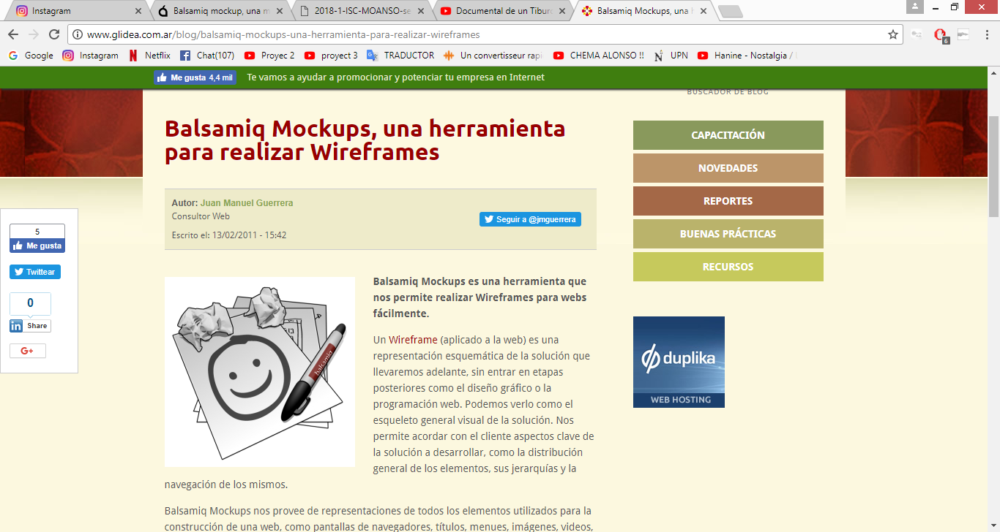 Instagram
Balsamiq mockup, una m
2018-1-ISC-MOANSO-se
Documental de un Tiburo
Balsamiq Mockups, una h
www.glidea.com.ar/blog/balsamiq-mockups-una-herramienta-para-realizar-wireframes
6
Google
Instagram
Netflix
Chat(107)
Proyec 2
proyect 3
TRADUCTOR
Un convertisseur rapi
CHEMA ALONSO !!
UPN
Hanine - Nostalgia /
Me gusta 4,4 mil
Te vamos a ayudar a promocionar y potenciar tu empresa en Internet
BUSCADOR DE BLOG
Balsamiq Mockups, una herramienta
para realizar Wireframes
Autor: Juan Manuel Guerrera
Consultor Web
Escrito el: 13/02/2011 - 15:42
Seguir a @jmguerrera
CAPACITACIÓN
NOVEDADES
REPORTES
BUENAS PRÁCTICAS
RECURSOS
5
Me gusta
Twittear
0
in Share
G+
balsamiq
Balsamiq Mockups es una herramienta que
nos permite realizar Wireframes para webs
fácilmente.
Un Wireframe (aplicado a la web) es una
representación esquemática de la solución que
llevaremos adelante, sin entrar en etapas
posteriores como el diseño gráfico o la
programación web. Podemos verlo como el
esqueleto general visual de la solución. Nos
permite acordar con el cliente aspectos clave de
la solución a desarrollar, como la distribución
general de los elementos, sus jerarquías y la
navegación de los mismos.
Balsamiq Mockups nos provee de representaciones de todos los elementos utilizados para la
construcción de una web, como pantallas de navegadores, títulos, menues, imágenes, videos,
duplika
WEB HOSTING